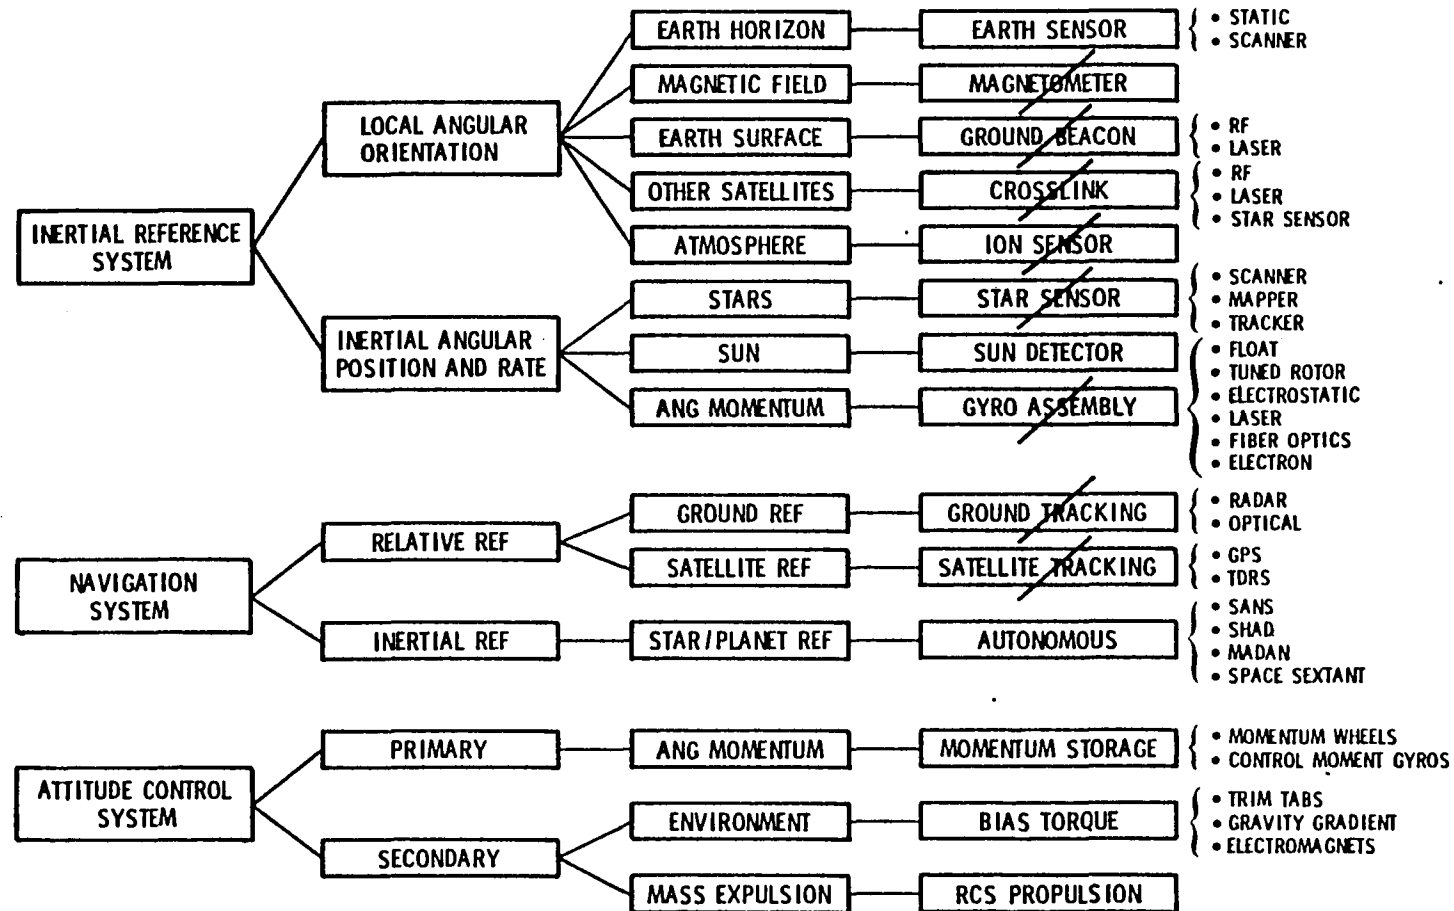 INERTIAL REFERENCE
SYSTEM
LOCAL ANGULAR
ORIENTATION
EARTH HORIZON
EARTH SENSOR
• STATIC
• SCANNER
MAGNETIC FIELD
MAGNETOMETER
EARTH SURFACE
GROUND BEACON
• RF
• LASER
OTHER SATELLITES
CROSSLINK
• RF
• LASER
• STAR SENSOR
ATMOSPHERE
ION SENSOR
INERTIAL ANGULAR
POSITION AND RATE
STARS
STAR SENSOR
• SCANNER
• MAPPER
• TRACKER
SUN
SUN DETECTOR
ANG MOMENTUM
GYRO ASSEMBLY
• FLOAT
• TUNED ROTOR
• ELECTROSTATIC
• LASER
• FIBER OPTICS
• ELECTRON
NAVIGATION
SYSTEM
RELATIVE REF
GROUND REF
GROUND TRACKING
• RADAR
• OPTICAL
SATELLITE REF
SATELLITE TRACKING
• GPS
• TDRS
INERTIAL REF
STAR/PLANET REF
AUTONOMOUS
• SANS
• SHAD
• MADAN
• SPACE SEXTANT
ATTITUDE CONTROL
SYSTEM
PRIMARY
ANG MOMENTUM
MOMENTUM STORAGE
• MOMENTUM WHEELS
• CONTROL MOMENT GYROS
SECONDARY
ENVIRONMENT
BIAS TORQUE
• TRIM TABS
• GRAVITY GRADIENT
• ELECTROMAGNETS
MASS EXPULSION
RCS PROPULSION